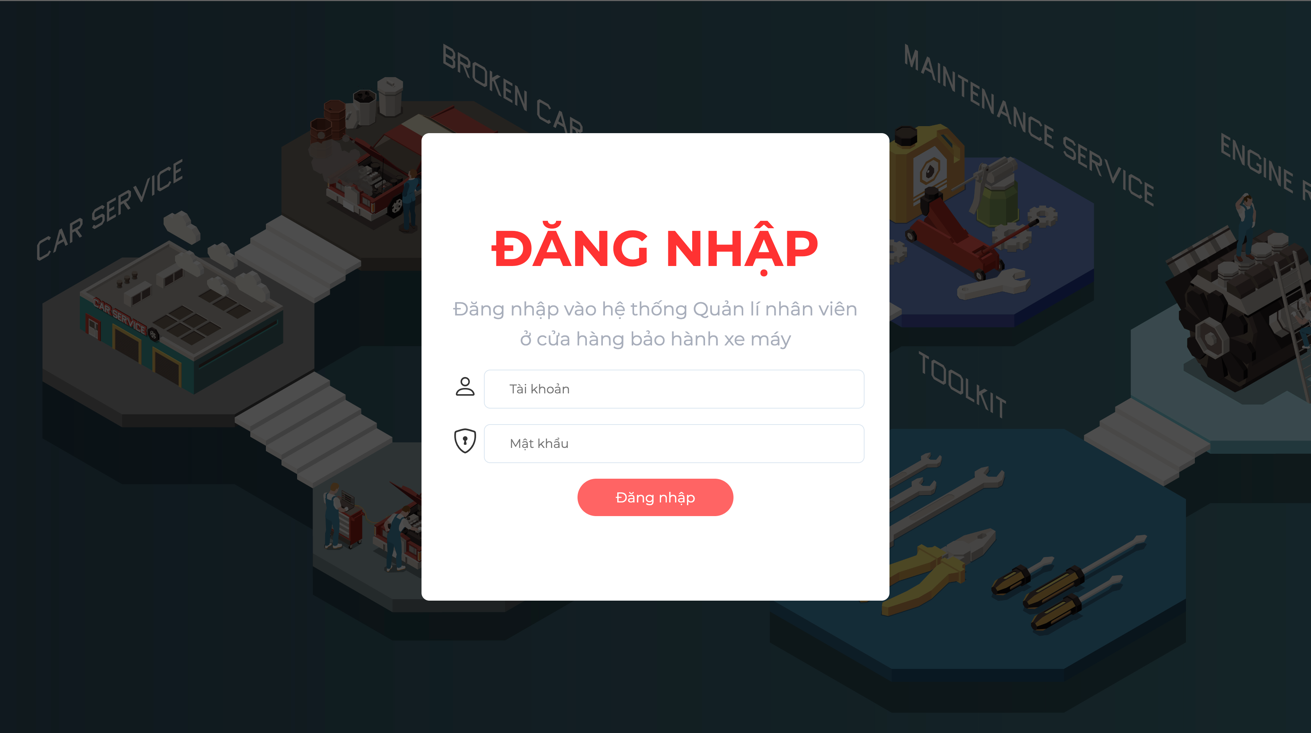 BROKEN CAR
MAINTENANCE SERVICE
ENGINE
CAR SERVICE
CAR SERVICE
TOOLKIT
ĐĂNG NHẬP
Đăng nhập vào hệ thống Quản lí nhân viên
ở cửa hàng bảo hành xe máy
Tài khoản
Mật khẩu
Đăng nhập